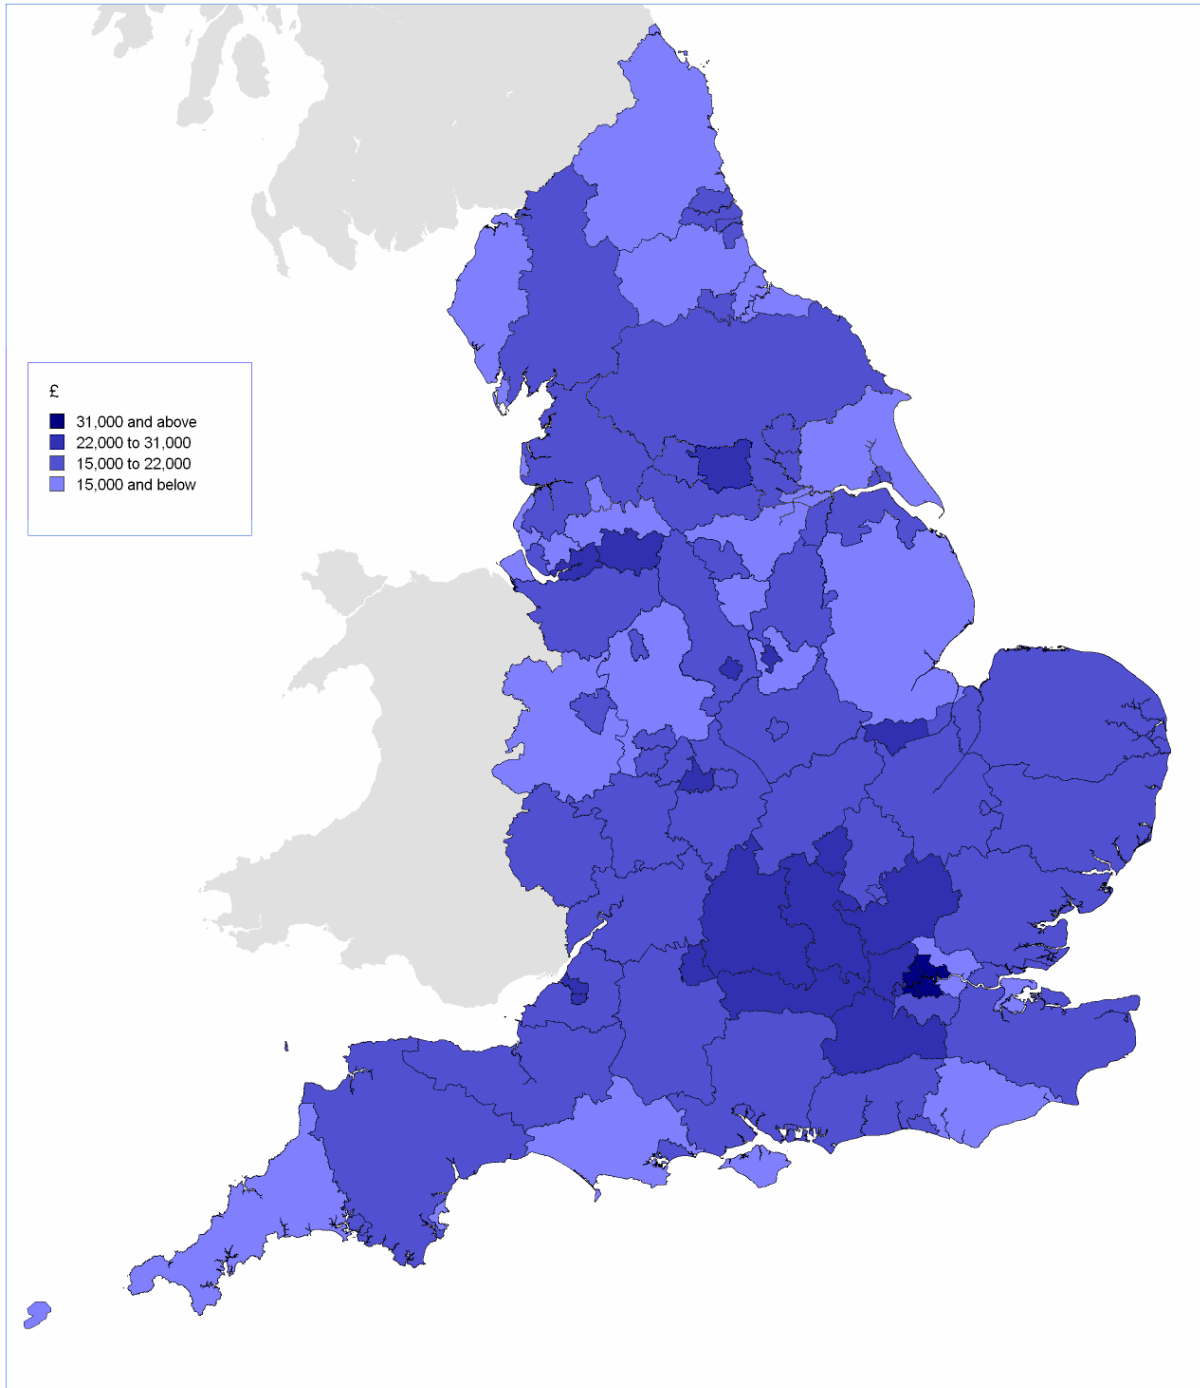 £
31,000 and above
22,000 to 31,000
15,000 to 22,000
15,000 and below